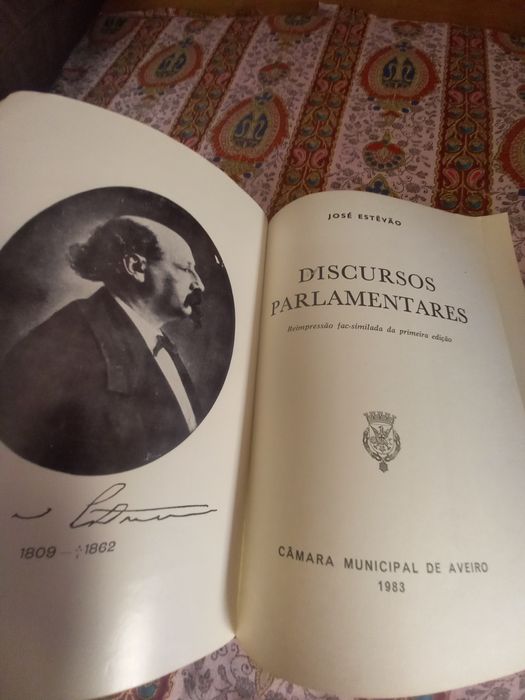 1809 - ÷ 1862
JOSÉ ESTÊVÃO
DISCURSOS
PARLAMENTARES
Reimpressão fac-similada da primeira edição
CÂMARA MUNICIPAL DE AVEIRO
1983